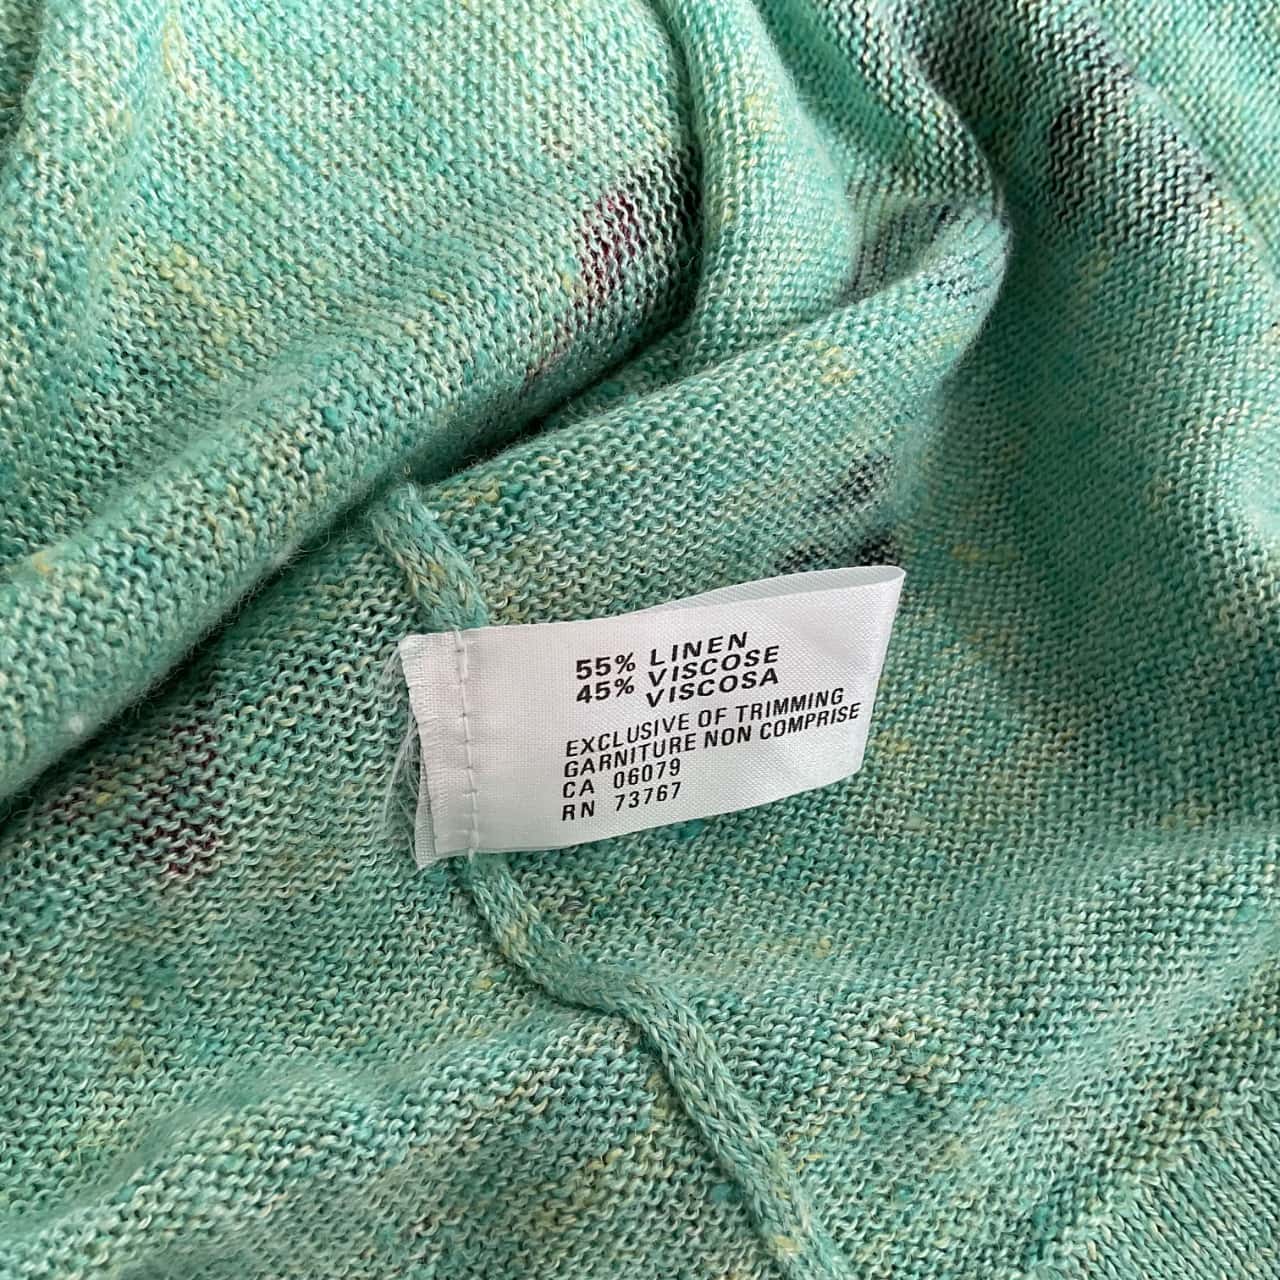 55% LINEN
45% VISCOSE
VISCOSA
EXCLUSIVE OF TRIMMING
GARNITURE NON COMPRISE
CA 06079
RN 73767